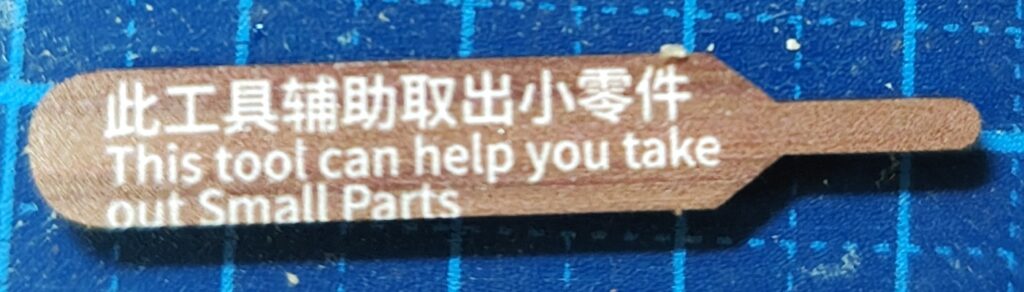 此工具辅助取出小零件
This tool can help you take
out Small Parts